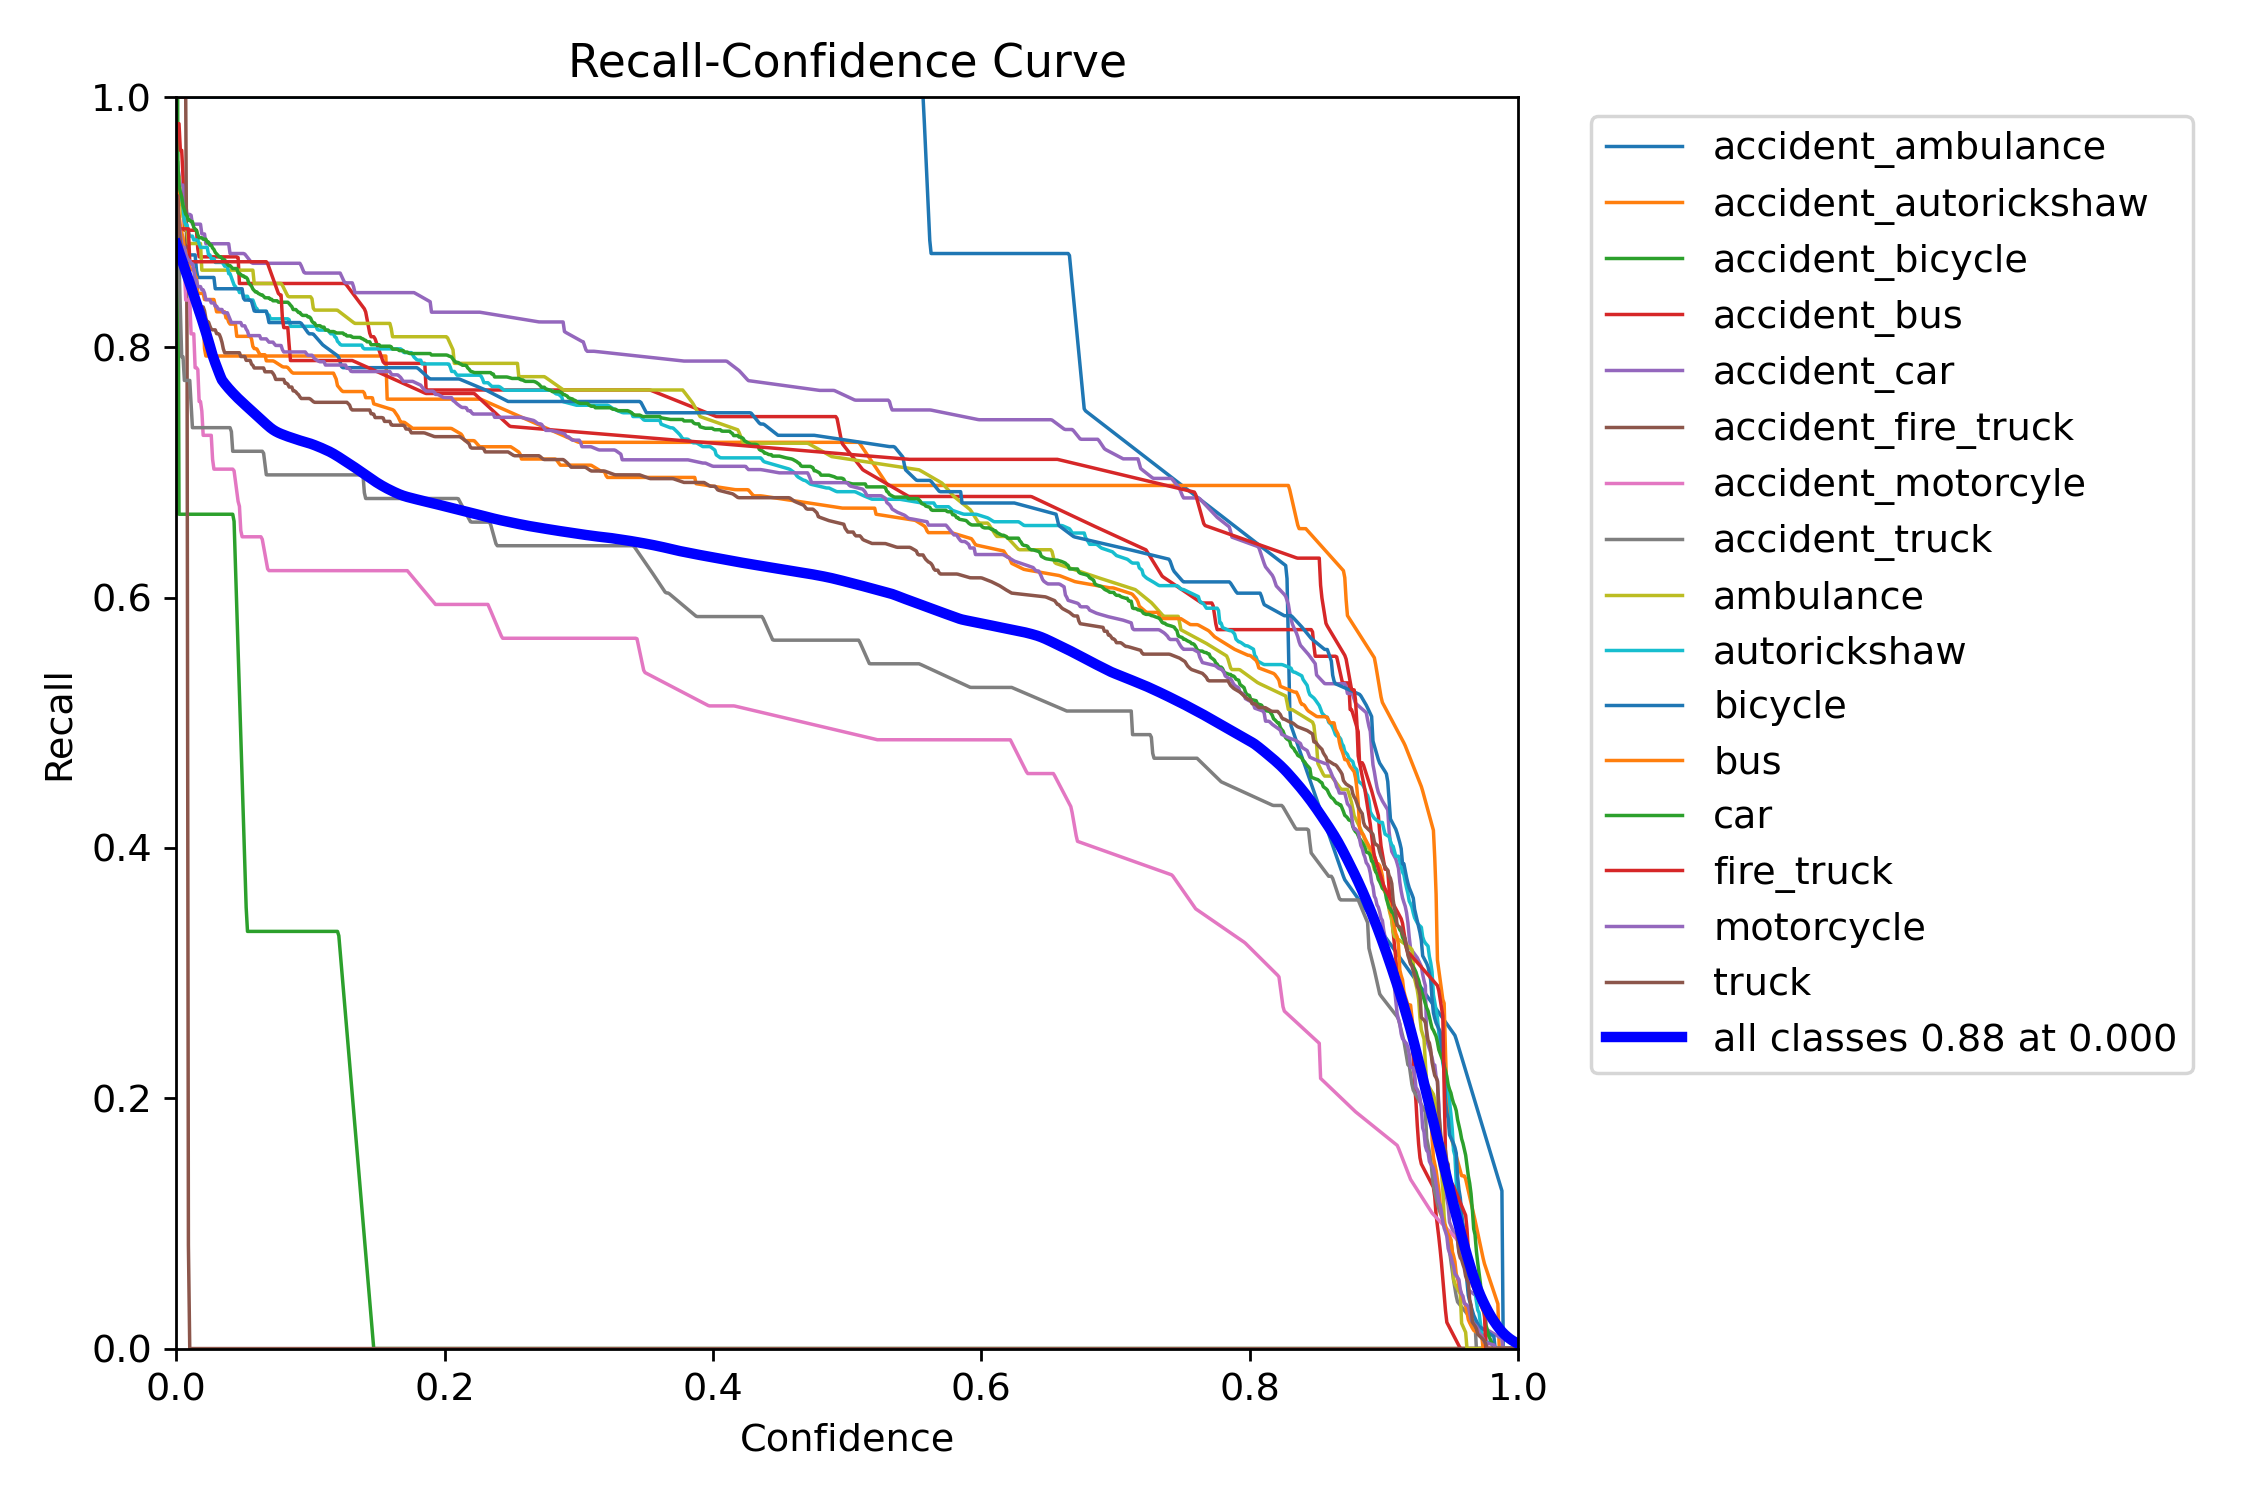 Recall-Confidence Curve
1.0
0.8
0.6
0.4
0.2
0.0
Recall
0.0 0.2 0.4 0.6 0.8 1.0
Confidence
accident_ambulance
accident_autorickshaw
accident_bicycle
accident_bus
accident_car
accident_fire_truck
accident_motorcyle
accident_truck
ambulance
autorickshaw
bicycle
bus
car
fire_truck
motorcycle
truck
all classes 0.88 at 0.000